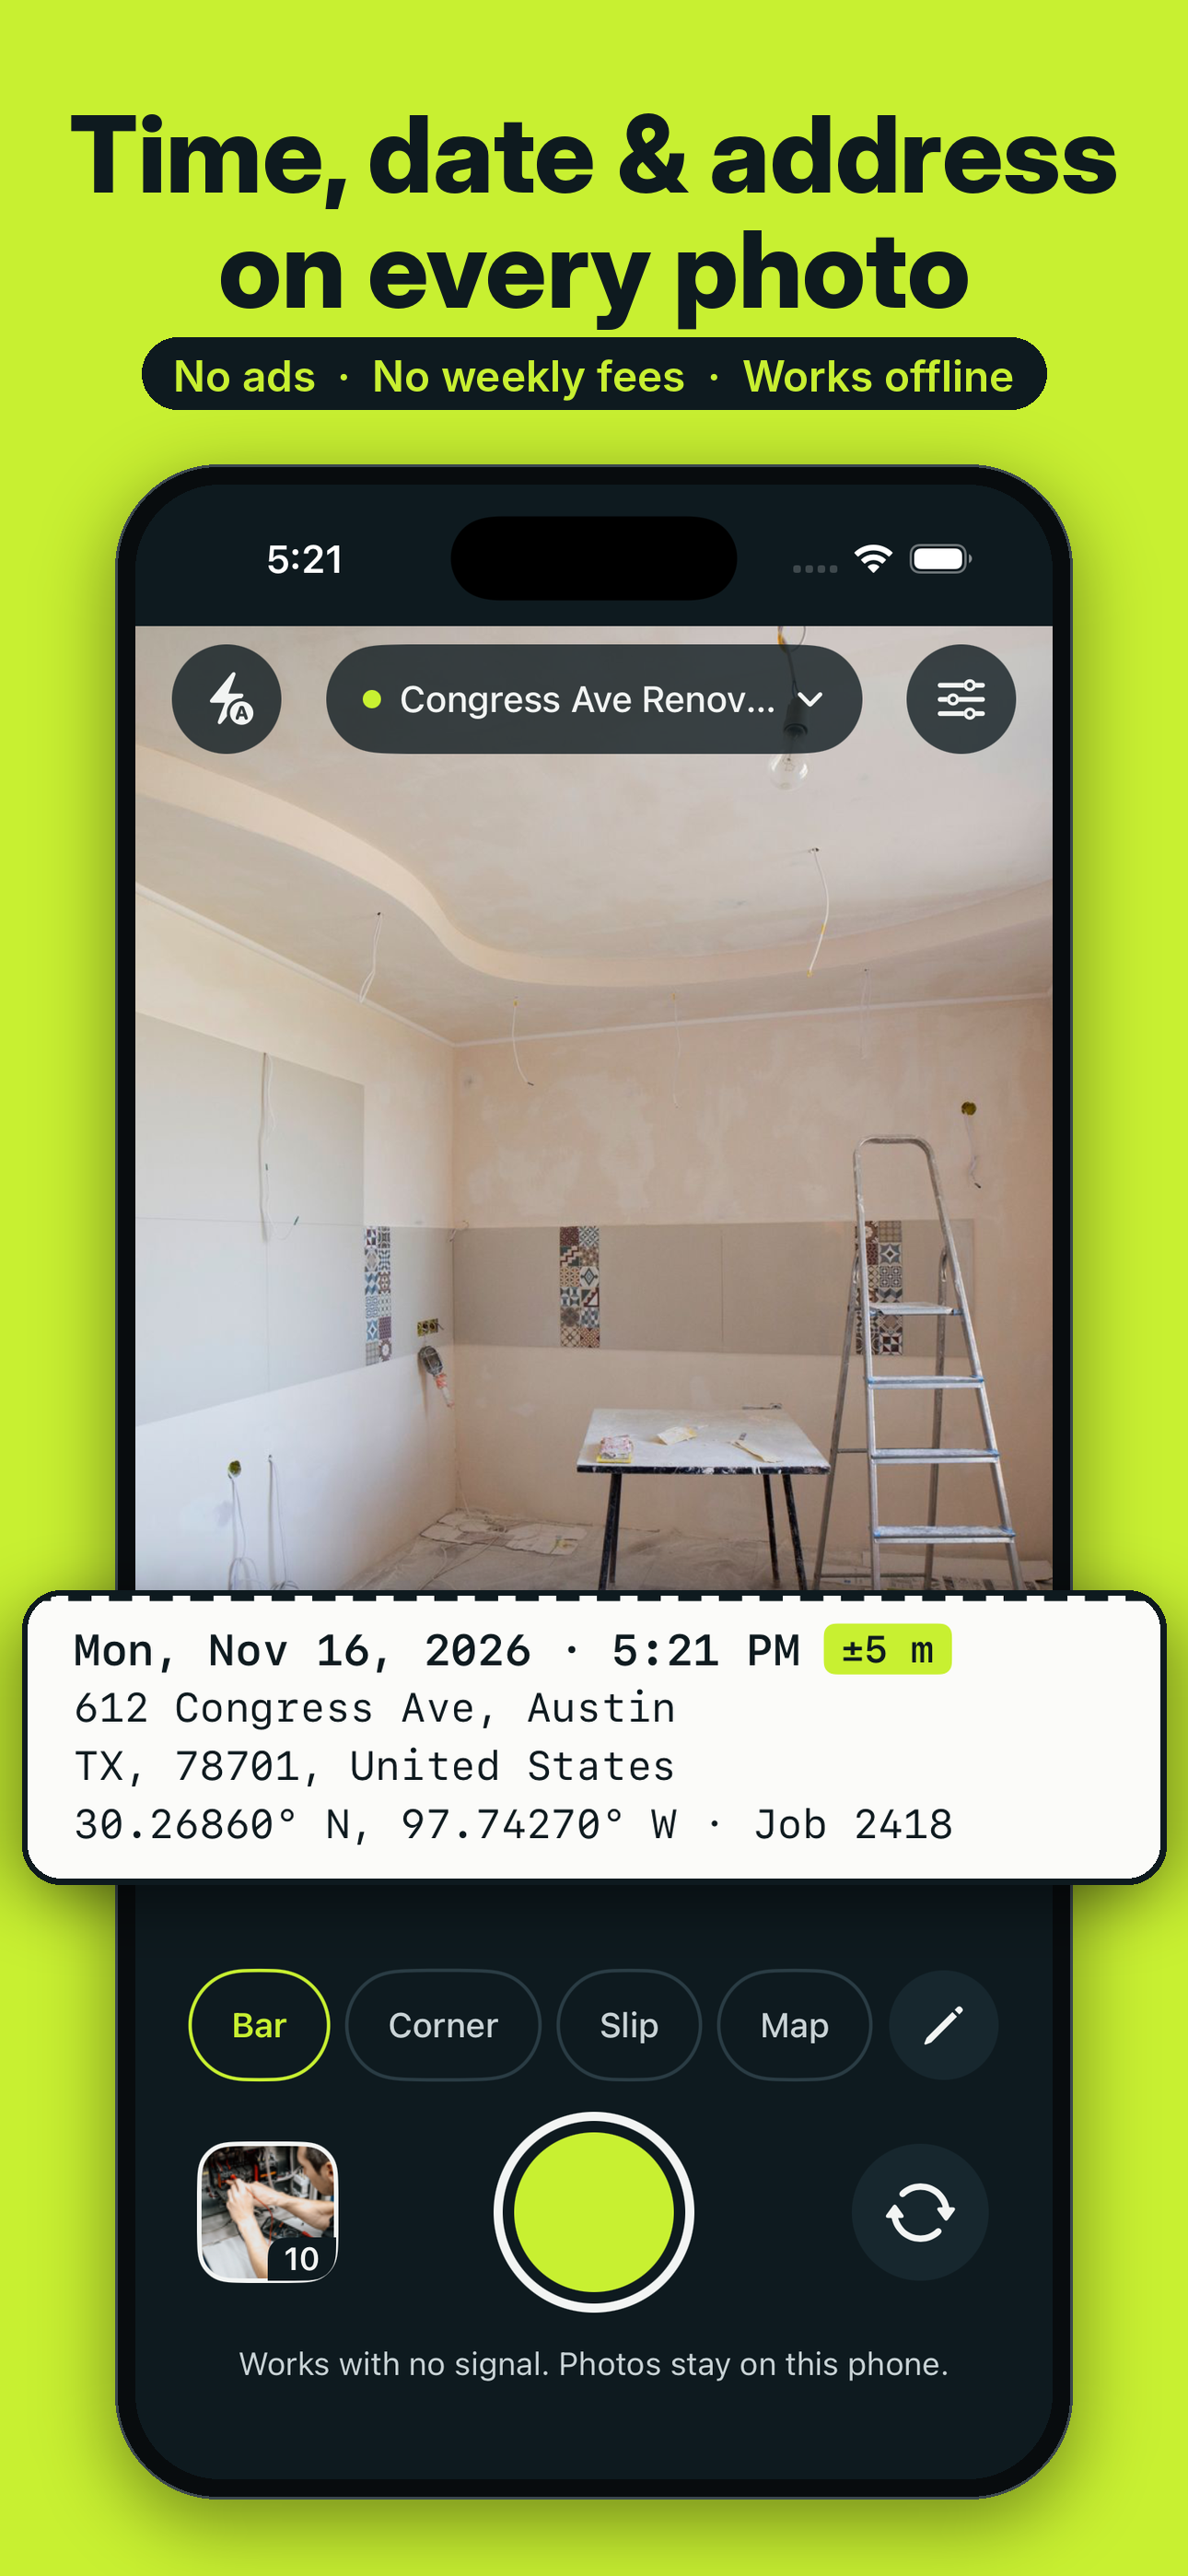 Time, date & address
on every photo
No ads · No weekly fees · Works offline
5:21
A
Congress Ave Renov...
Mon, Nov 16, 2026 · 5:21 PM ±5 m
612 Congress Ave, Austin
TX, 78701, United States
30.26860° N, 97.74270° W · Job 2418
Bar
Corner
Slip
Map
10
Works with no signal. Photos stay on this phone.